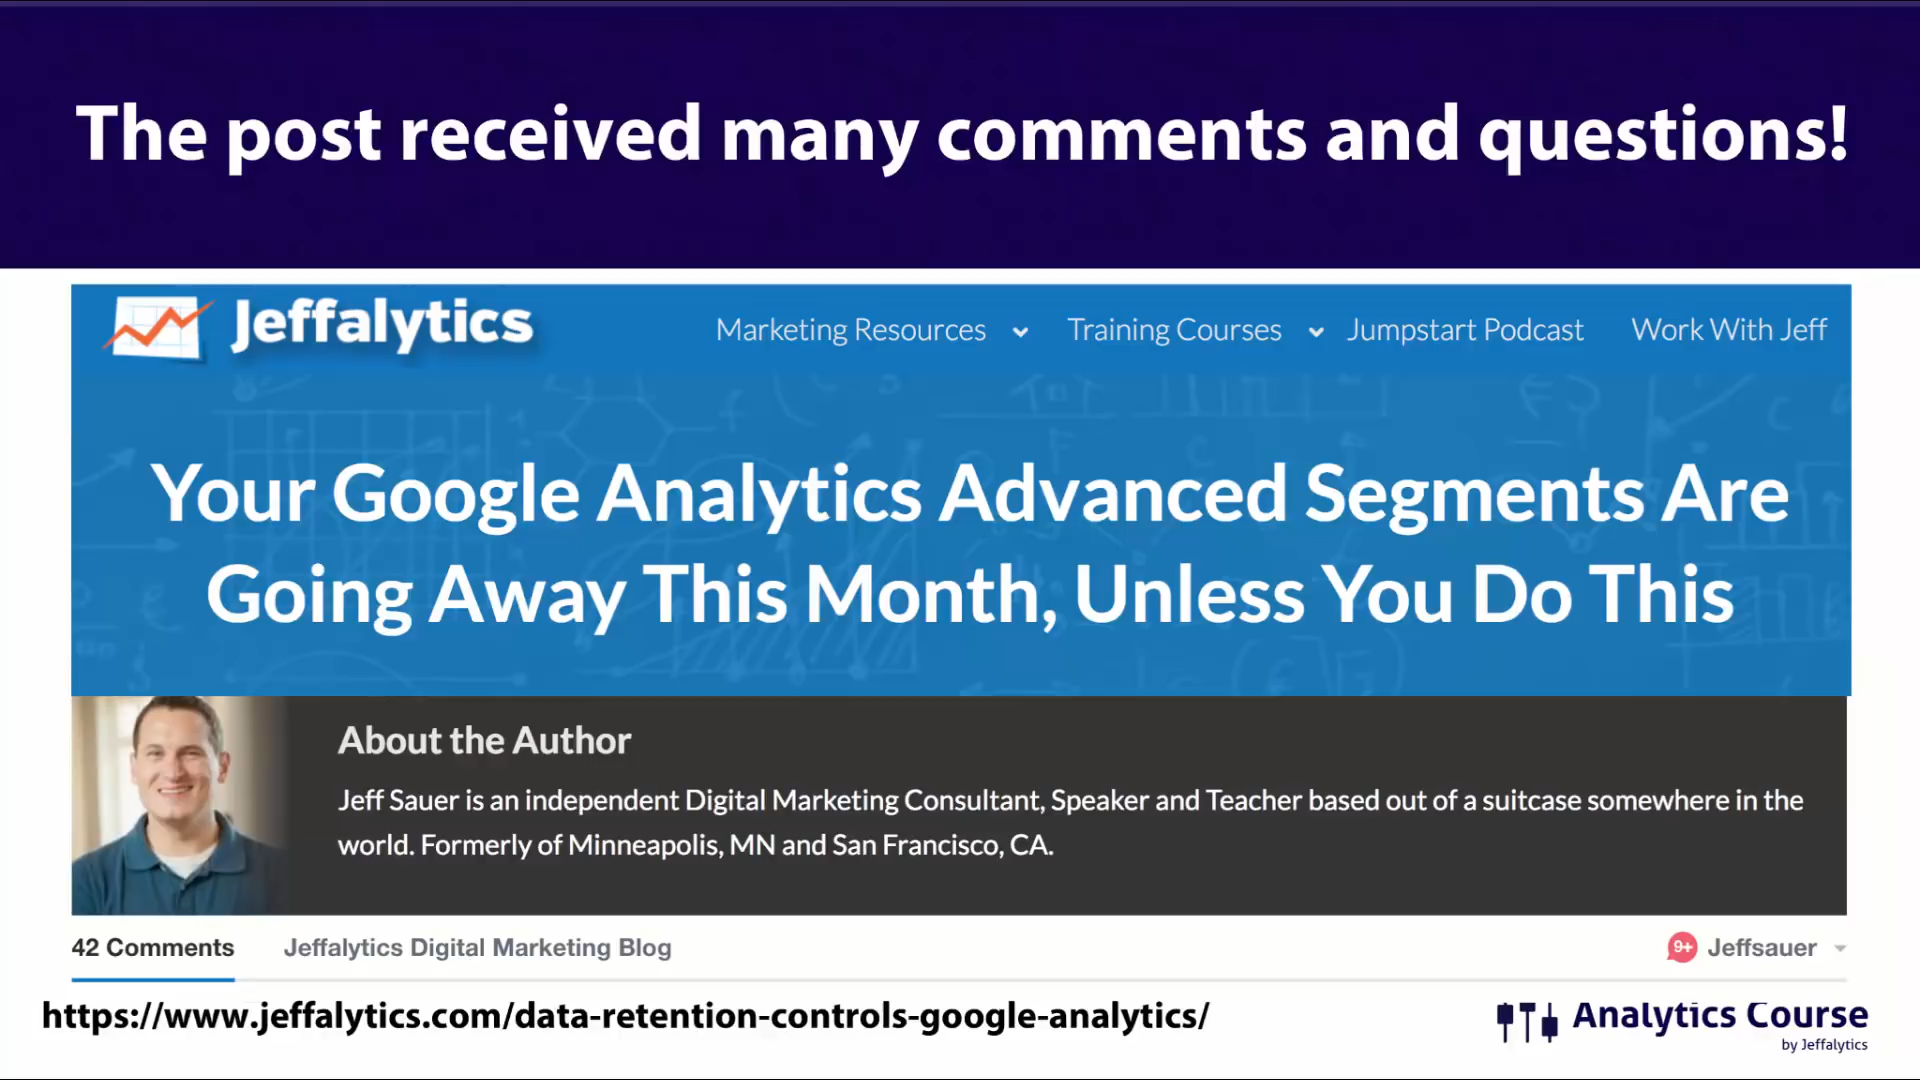 The post received many comments and questions!
Jeffalytics
Marketing Resources
Training Courses
Jumpstart Podcast
Work With Jeff
Your Google Analytics Advanced Segments Are
Going Away This Month, Unless You Do This
About the Author
Jeff Sauer is an independent Digital Marketing Consultant, Speaker and Teacher based out of a suitcase somewhere in the
world. Formerly of Minneapolis, MN and San Francisco, CA.
42 Comments
Jeffalytics Digital Marketing Blog
9+
Jeffsauer
https://www.jeffalytics.com/data-retention-controls-google-analytics/
Analytics Course
by Jeffalytics